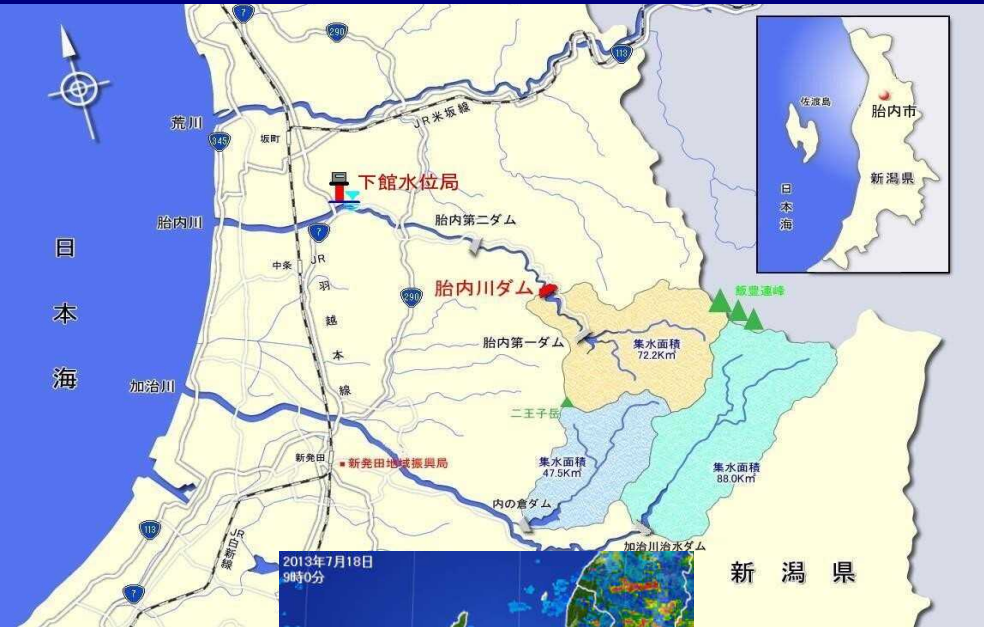 7
290
113
荒川
345
坂町
JR米坂線
下館水位局
胎内川
7
胎内第二ダム
日本海
中条
JR羽越本線
290
胎内川ダム
胎内第一ダム
飯豊連峰
集水面積
72.2Km²
加治川
二王子岳
新発田
新発田地域振興局
集水面積
47.5Km²
集水面積
88.0Km²
内の倉ダム
加治川治水ダム
113
JR白新線
7
新潟県
佐渡島
胎内市
新潟県
日本海
2013年7月18日
9時0分